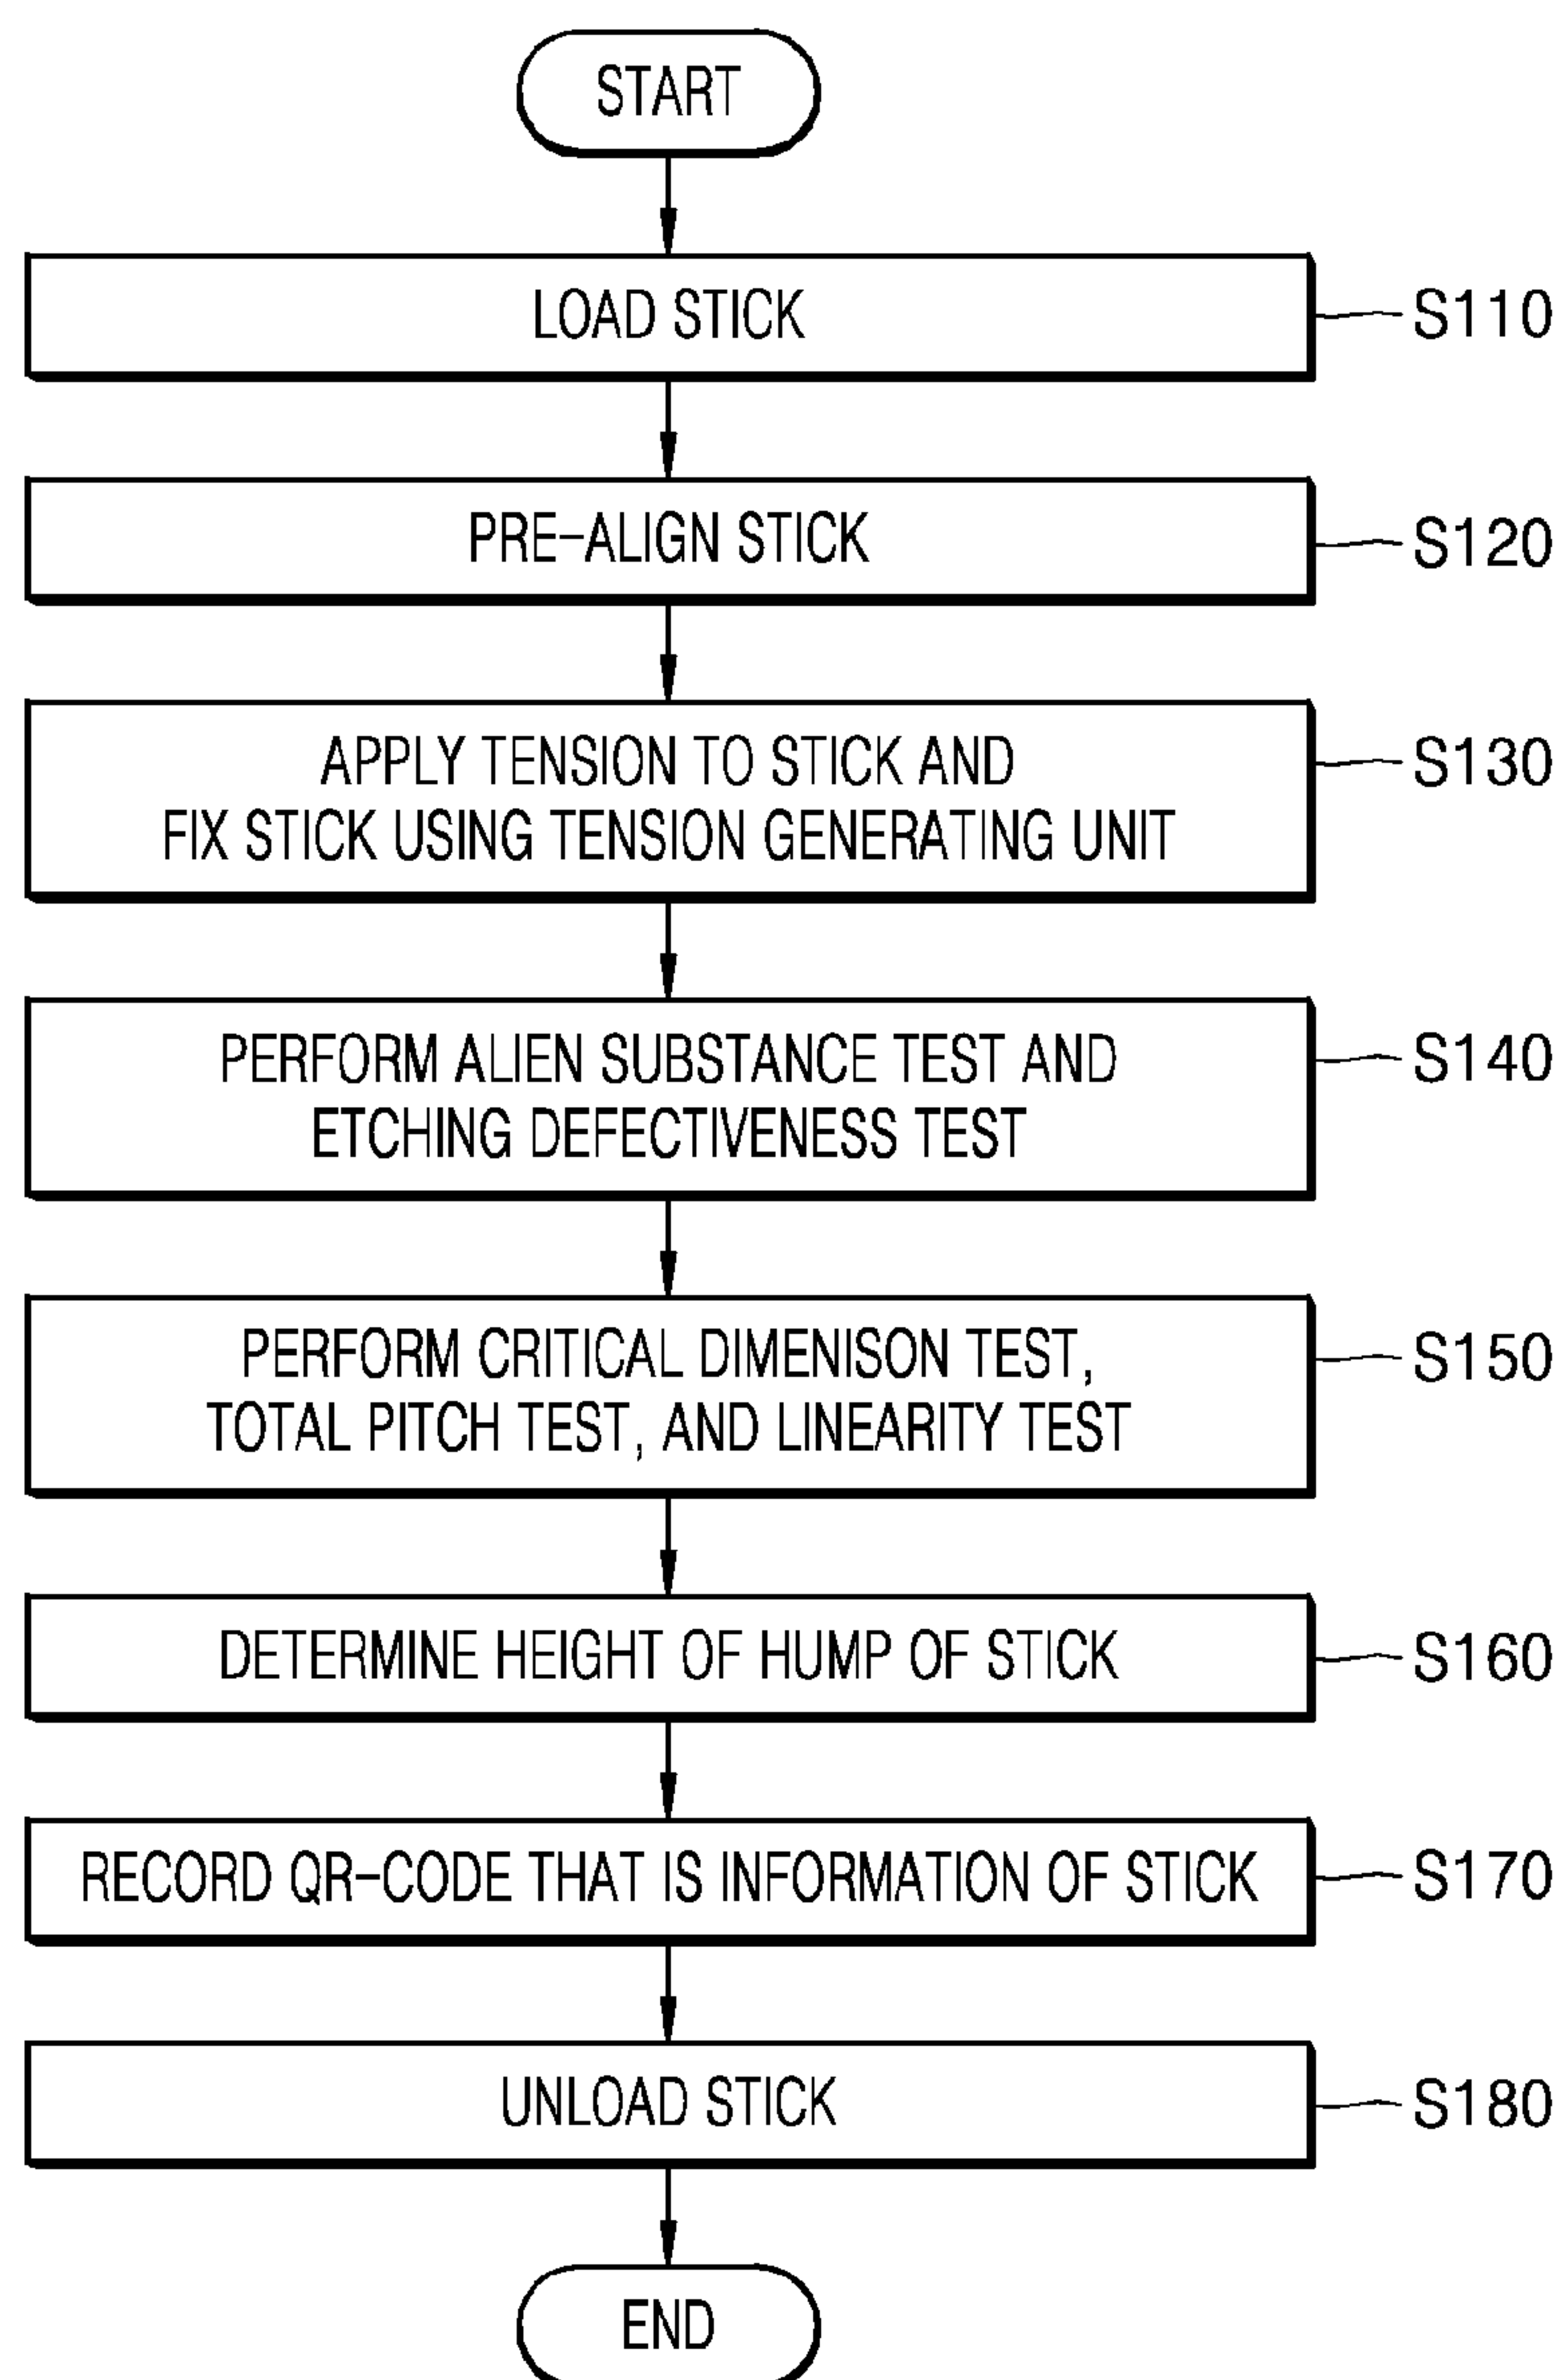 START
LOAD STICK
S110
PRE-ALIGN STICK
S120
APPLY TENSION TO STICK AND
FIX STICK USING TENSION GENERATING UNIT
S130
PERFORM ALIEN SUBSTANCE TEST AND
ETCHING DEFECTIVENESS TEST
S140
PERFORM CRITICAL DIMENISON TEST,
TOTAL PITCH TEST, AND LINEARITY TEST
S150
DETERMINE HEIGHT OF HUMP OF STICK
S160
RECORD QR-CODE THAT IS INFORMATION OF STICK
S170
UNLOAD STICK
S180
END